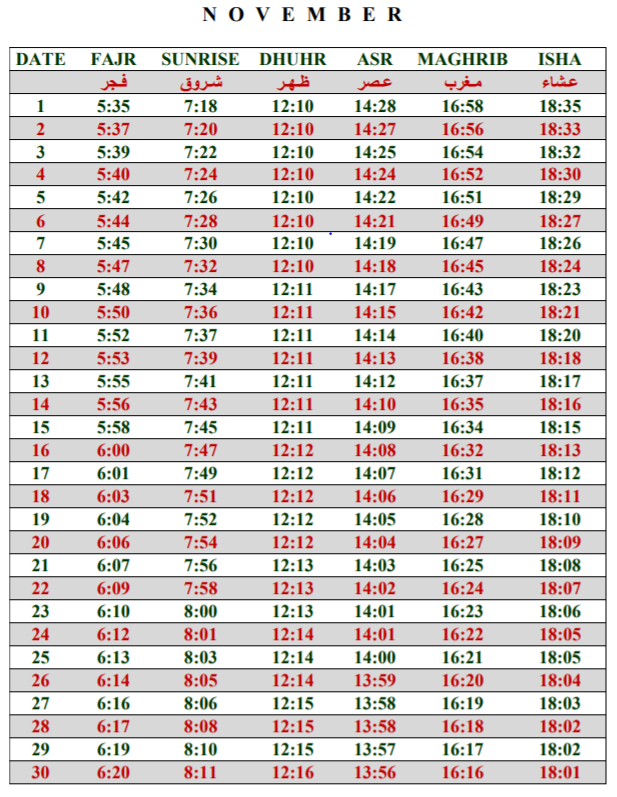 NOVEMBER
DATE FAJR SUNRISE DHUHR ASR MAGHRIB ISHA
فجر شروق ظهر عصر مغرب عشاء
1 5:35 7:18 12:10 14:28 16:58 18:35
2 5:37 7:20 12:10 14:27 16:56 18:33
3 5:39 7:22 12:10 14:25 16:54 18:32
4 5:40 7:24 12:10 14:24 16:52 18:30
5 5:42 7:26 12:10 14:22 16:51 18:29
6 5:44 7:28 12:10 14:21 16:49 18:27
7 5:45 7:30 12:10 14:19 16:47 18:26
8 5:47 7:32 12:10 14:18 16:45 18:24
9 5:48 7:34 12:11 14:17 16:43 18:23
10 5:50 7:36 12:11 14:15 16:42 18:21
11 5:52 7:37 12:11 14:14 16:40 18:20
12 5:53 7:39 12:11 14:13 16:38 18:18
13 5:55 7:41 12:11 14:12 16:37 18:17
14 5:56 7:43 12:11 14:10 16:35 18:16
15 5:58 7:45 12:11 14:09 16:34 18:15
16 6:00 7:47 12:12 14:08 16:32 18:13
17 6:01 7:49 12:12 14:07 16:31 18:12
18 6:03 7:51 12:12 14:06 16:29 18:11
19 6:04 7:52 12:12 14:05 16:28 18:10
20 6:06 7:54 12:12 14:04 16:27 18:09
21 6:07 7:56 12:13 14:03 16:25 18:08
22 6:09 7:58 12:13 14:02 16:24 18:07
23 6:10 8:00 12:13 14:01 16:23 18:06
24 6:12 8:01 12:14 14:01 16:22 18:05
25 6:13 8:03 12:14 14:00 16:21 18:05
26 6:14 8:05 12:14 13:59 16:20 18:04
27 6:16 8:06 12:15 13:58 16:19 18:03
28 6:17 8:08 12:15 13:58 16:18 18:02
29 6:19 8:10 12:15 13:57 16:17 18:02
30 6:20 8:11 12:16 13:56 16:16 18:01